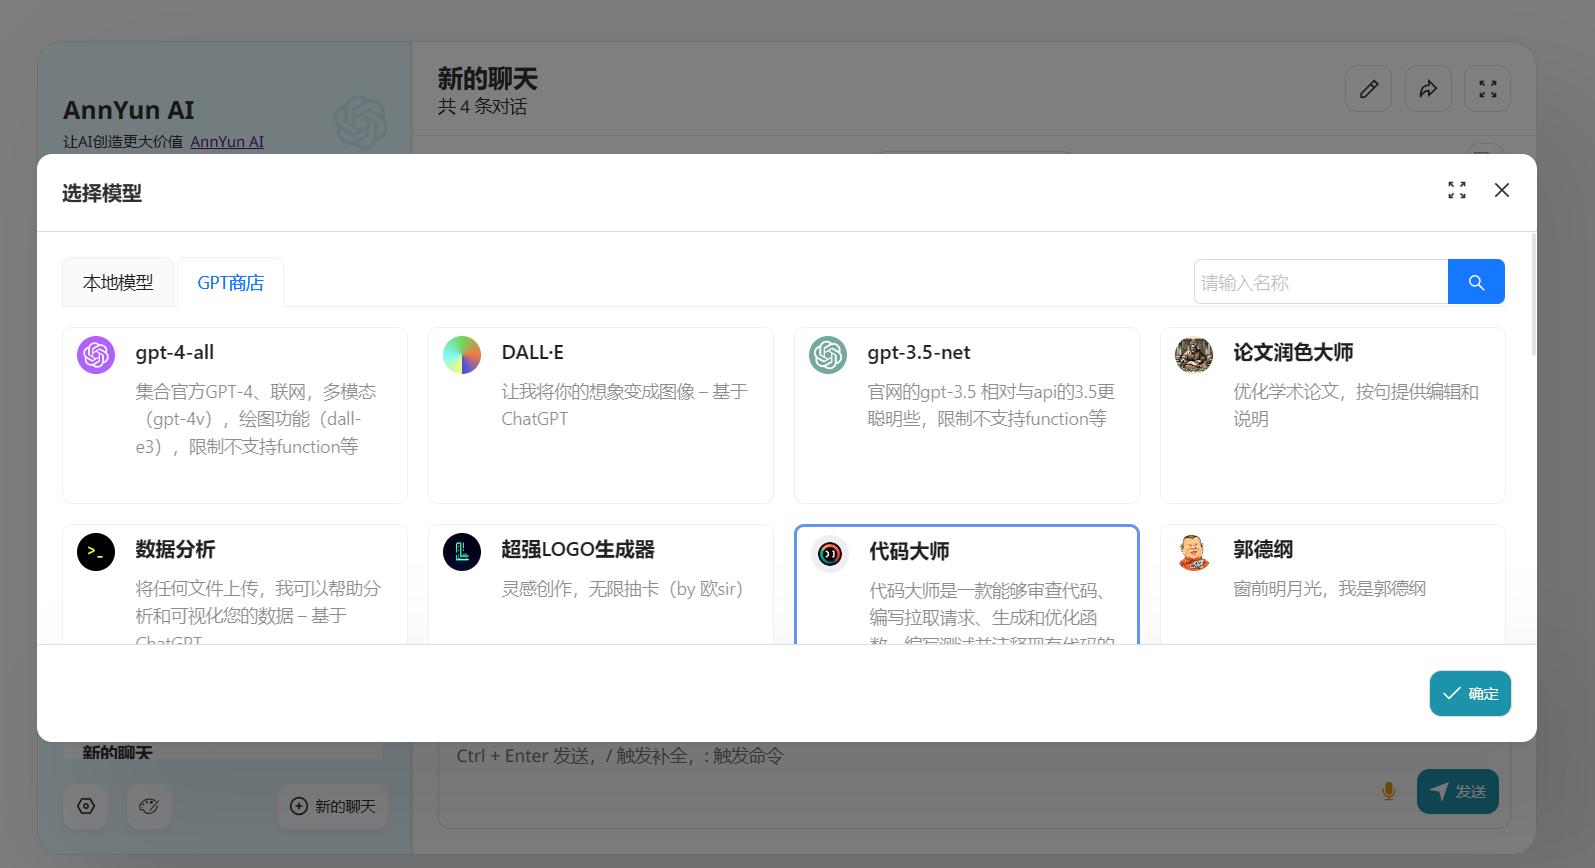 AnnYun AI
让AI创造更大价值 AnnYun AI
新的聊天
共 4 条对话
选择模型
本地模型
GPT商店
请输入名称
gpt-4-all
集合官方GPT-4、联网，多模态
（gpt-4v），绘图功能（dall-
e3），限制不支持function等
DALL·E
让我将你的想象变成图像 – 基于
ChatGPT
gpt-3.5-net
官网的gpt-3.5 相对与api的3.5更
聪明些，限制不支持function等
论文润色大师
优化学术论文，按句提供编辑和
说明
数据分析
将任何文件上传，我可以帮助分
析和可视化您的数据 – 基于
ChatGPT
超强LOGO生成器
灵感创作，无限抽卡（by 欧sir）
代码大师
代码大师是一款能够审查代码、
编写拉取请求、生成和优化函
数、编写测试并注释现有代码的
郭德纲
窗前明月光，我是郭德纲
确定
新的聊天
新的聊天
Ctrl + Enter 发送，/ 触发补全，: 触发命令
发送